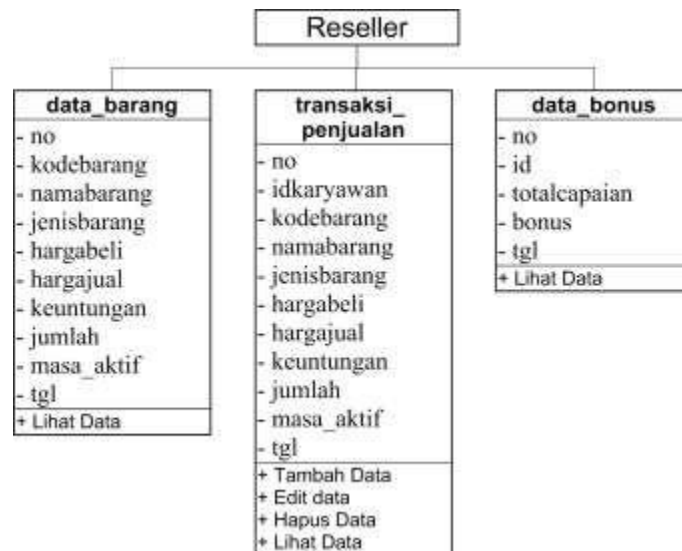 Reseller
data_barang
- no
- kodebarang
- namabarang
- jenisbarang
- hargabeli
- hargajual
- keuntungan
- jumlah
- masa_aktif
- tgl
+ Lihat Data
transaksi_
penjualan
- no
- idkaryawan
- kodebarang
- namabarang
- jenisbarang
- hargabeli
- hargajual
- keuntungan
- jumlah
- masa_aktif
- tgl
+ Tambah Data
+ Edit data
+ Hapus Data
+ Lihat Data
data_bonus
- no
- id
- totalcapaian
- bonus
- tgl
+ Lihat Data